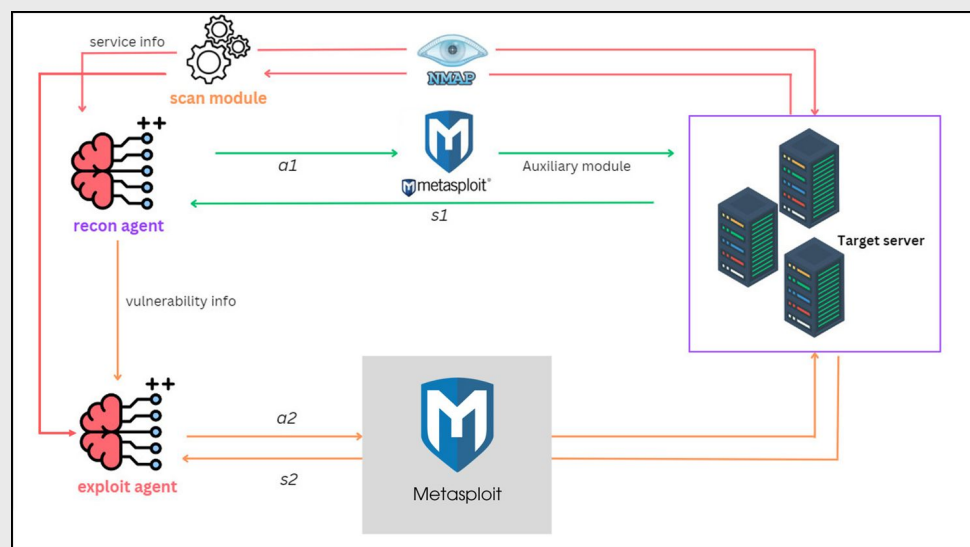 service info
NMAP
scan module
++
a1
metasploit®
Auxiliary module
s1
recon agent
Target server
vulnerability info
++
a2
s2
exploit agent
Metasploit